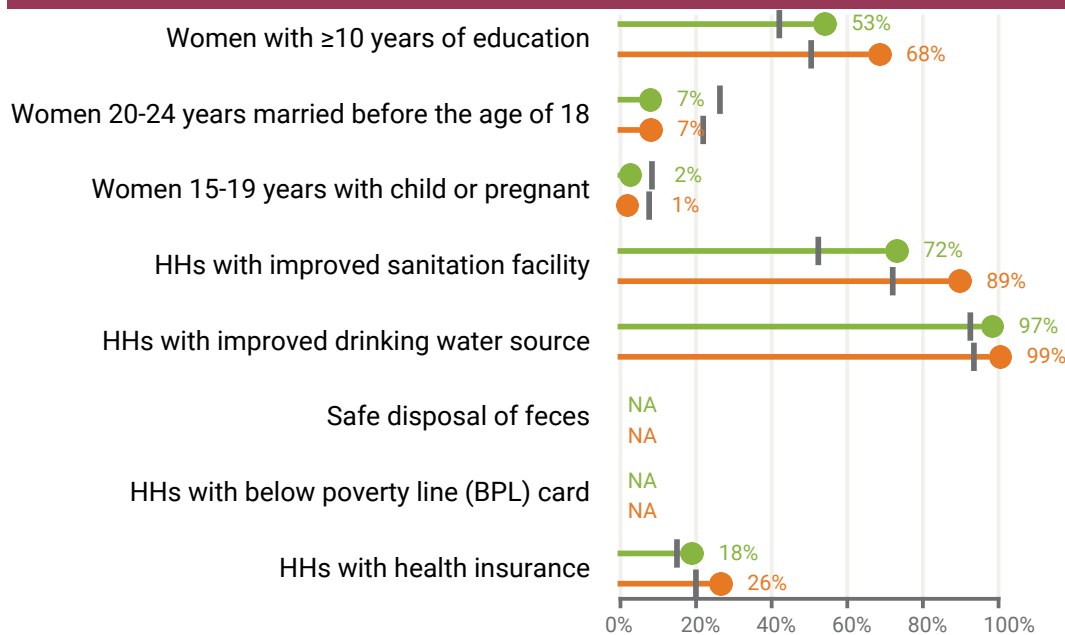 Women with ≥10 years of education
53%
68%
Women 20-24 years married before the age of 18
7%
7%
Women 15-19 years with child or pregnant
2%
1%
HHs with improved sanitation facility
72%
89%
HHs with improved drinking water source
97%
99%
Safe disposal of feces
NA
NA
HHs with below poverty line (BPL) card
NA
NA
HHs with health insurance
18%
26%
0% 20% 40% 60% 80% 100%